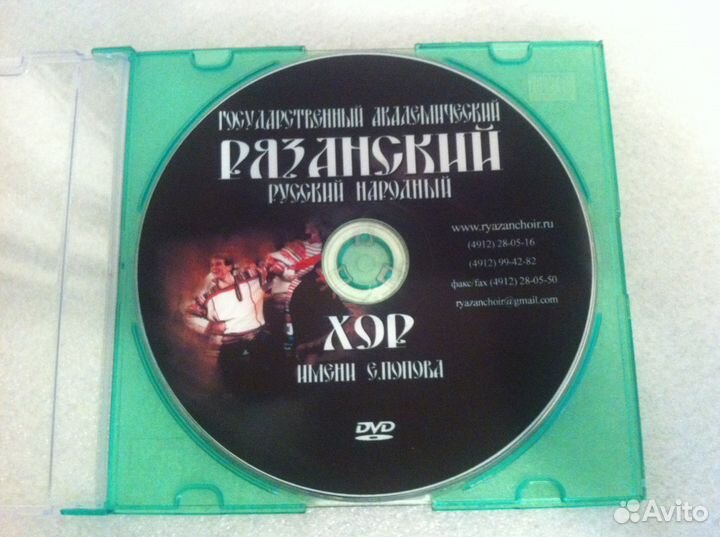 ГОСУДАРСТВЕННЫЙ АКАДЕМИЧЕСКИЙ
РЯЗАНСКИЙ
РУССКИЙ НАРОДНЫЙ
www.ryazanchoir.ru
(4912) 28-05-16
(4912) 99-42-82
факс/fax (4912) 28-05-50
ryazanchoir@gmail.com
ХОР
ИМЕНИ Е.ПОПОВА
DVD
Avito